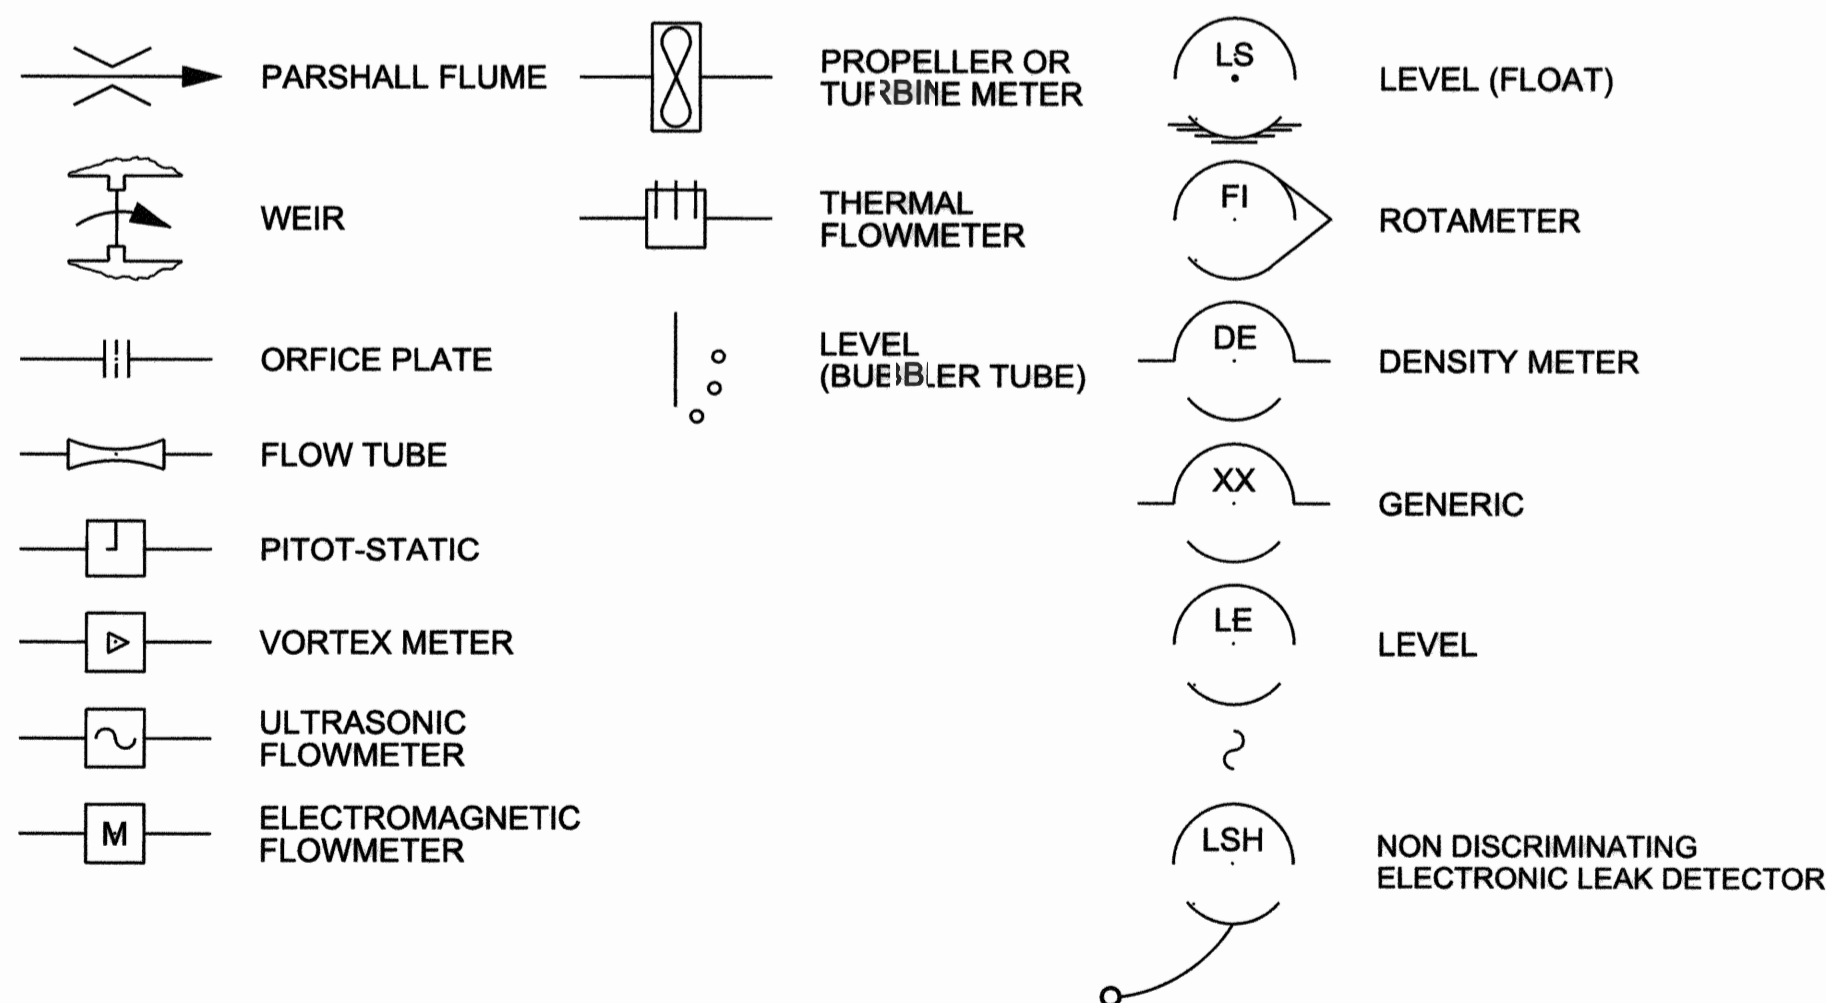 PARSHALL FLUME
WEIR
ORFICE PLATE
FLOW TUBE
PITOT-STATIC
VORTEX METER
ULTRASONIC
FLOWMETER
M
ELECTROMAGNETIC
FLOWMETER
PROPELLER OR
TURBINE METER
THERMAL
FLOWMETER
LEVEL
(BUBBLER TUBE)
LS
LEVEL (FLOAT)
FI
ROTAMETER
DE
DENSITY METER
XX
GENERIC
LE
LEVEL
LSH
NON DISCRIMINATING
ELECTRONIC LEAK DETECTOR